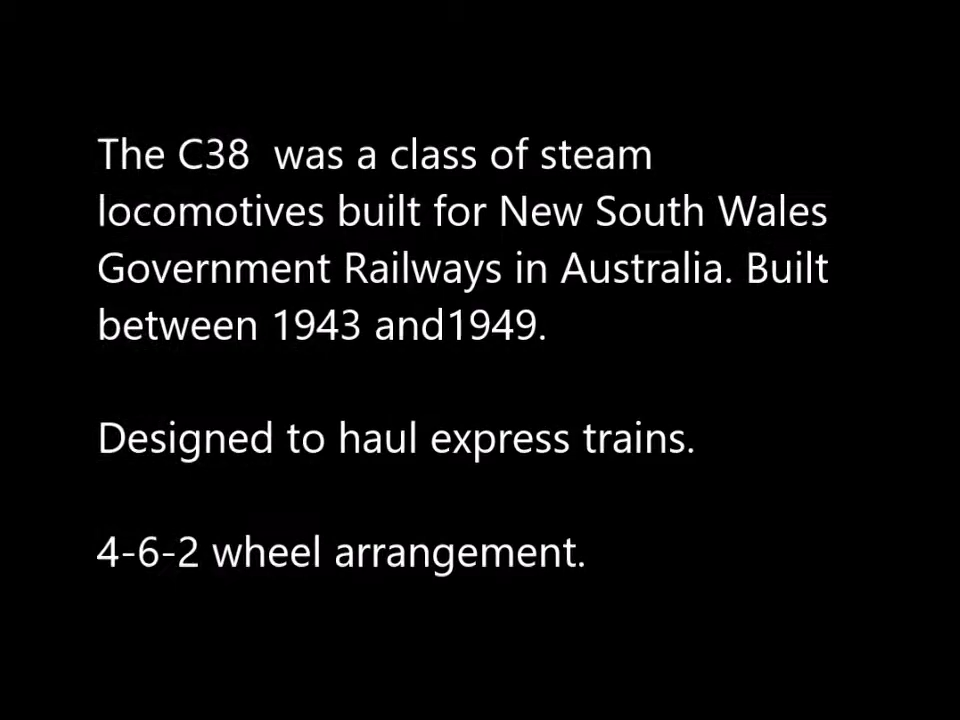 The C38  was a class of steam
locomotives built for New South Wales
Government Railways in Australia. Built
between 1943 and1949.
Designed to haul express trains.
4-6-2 wheel arrangement.